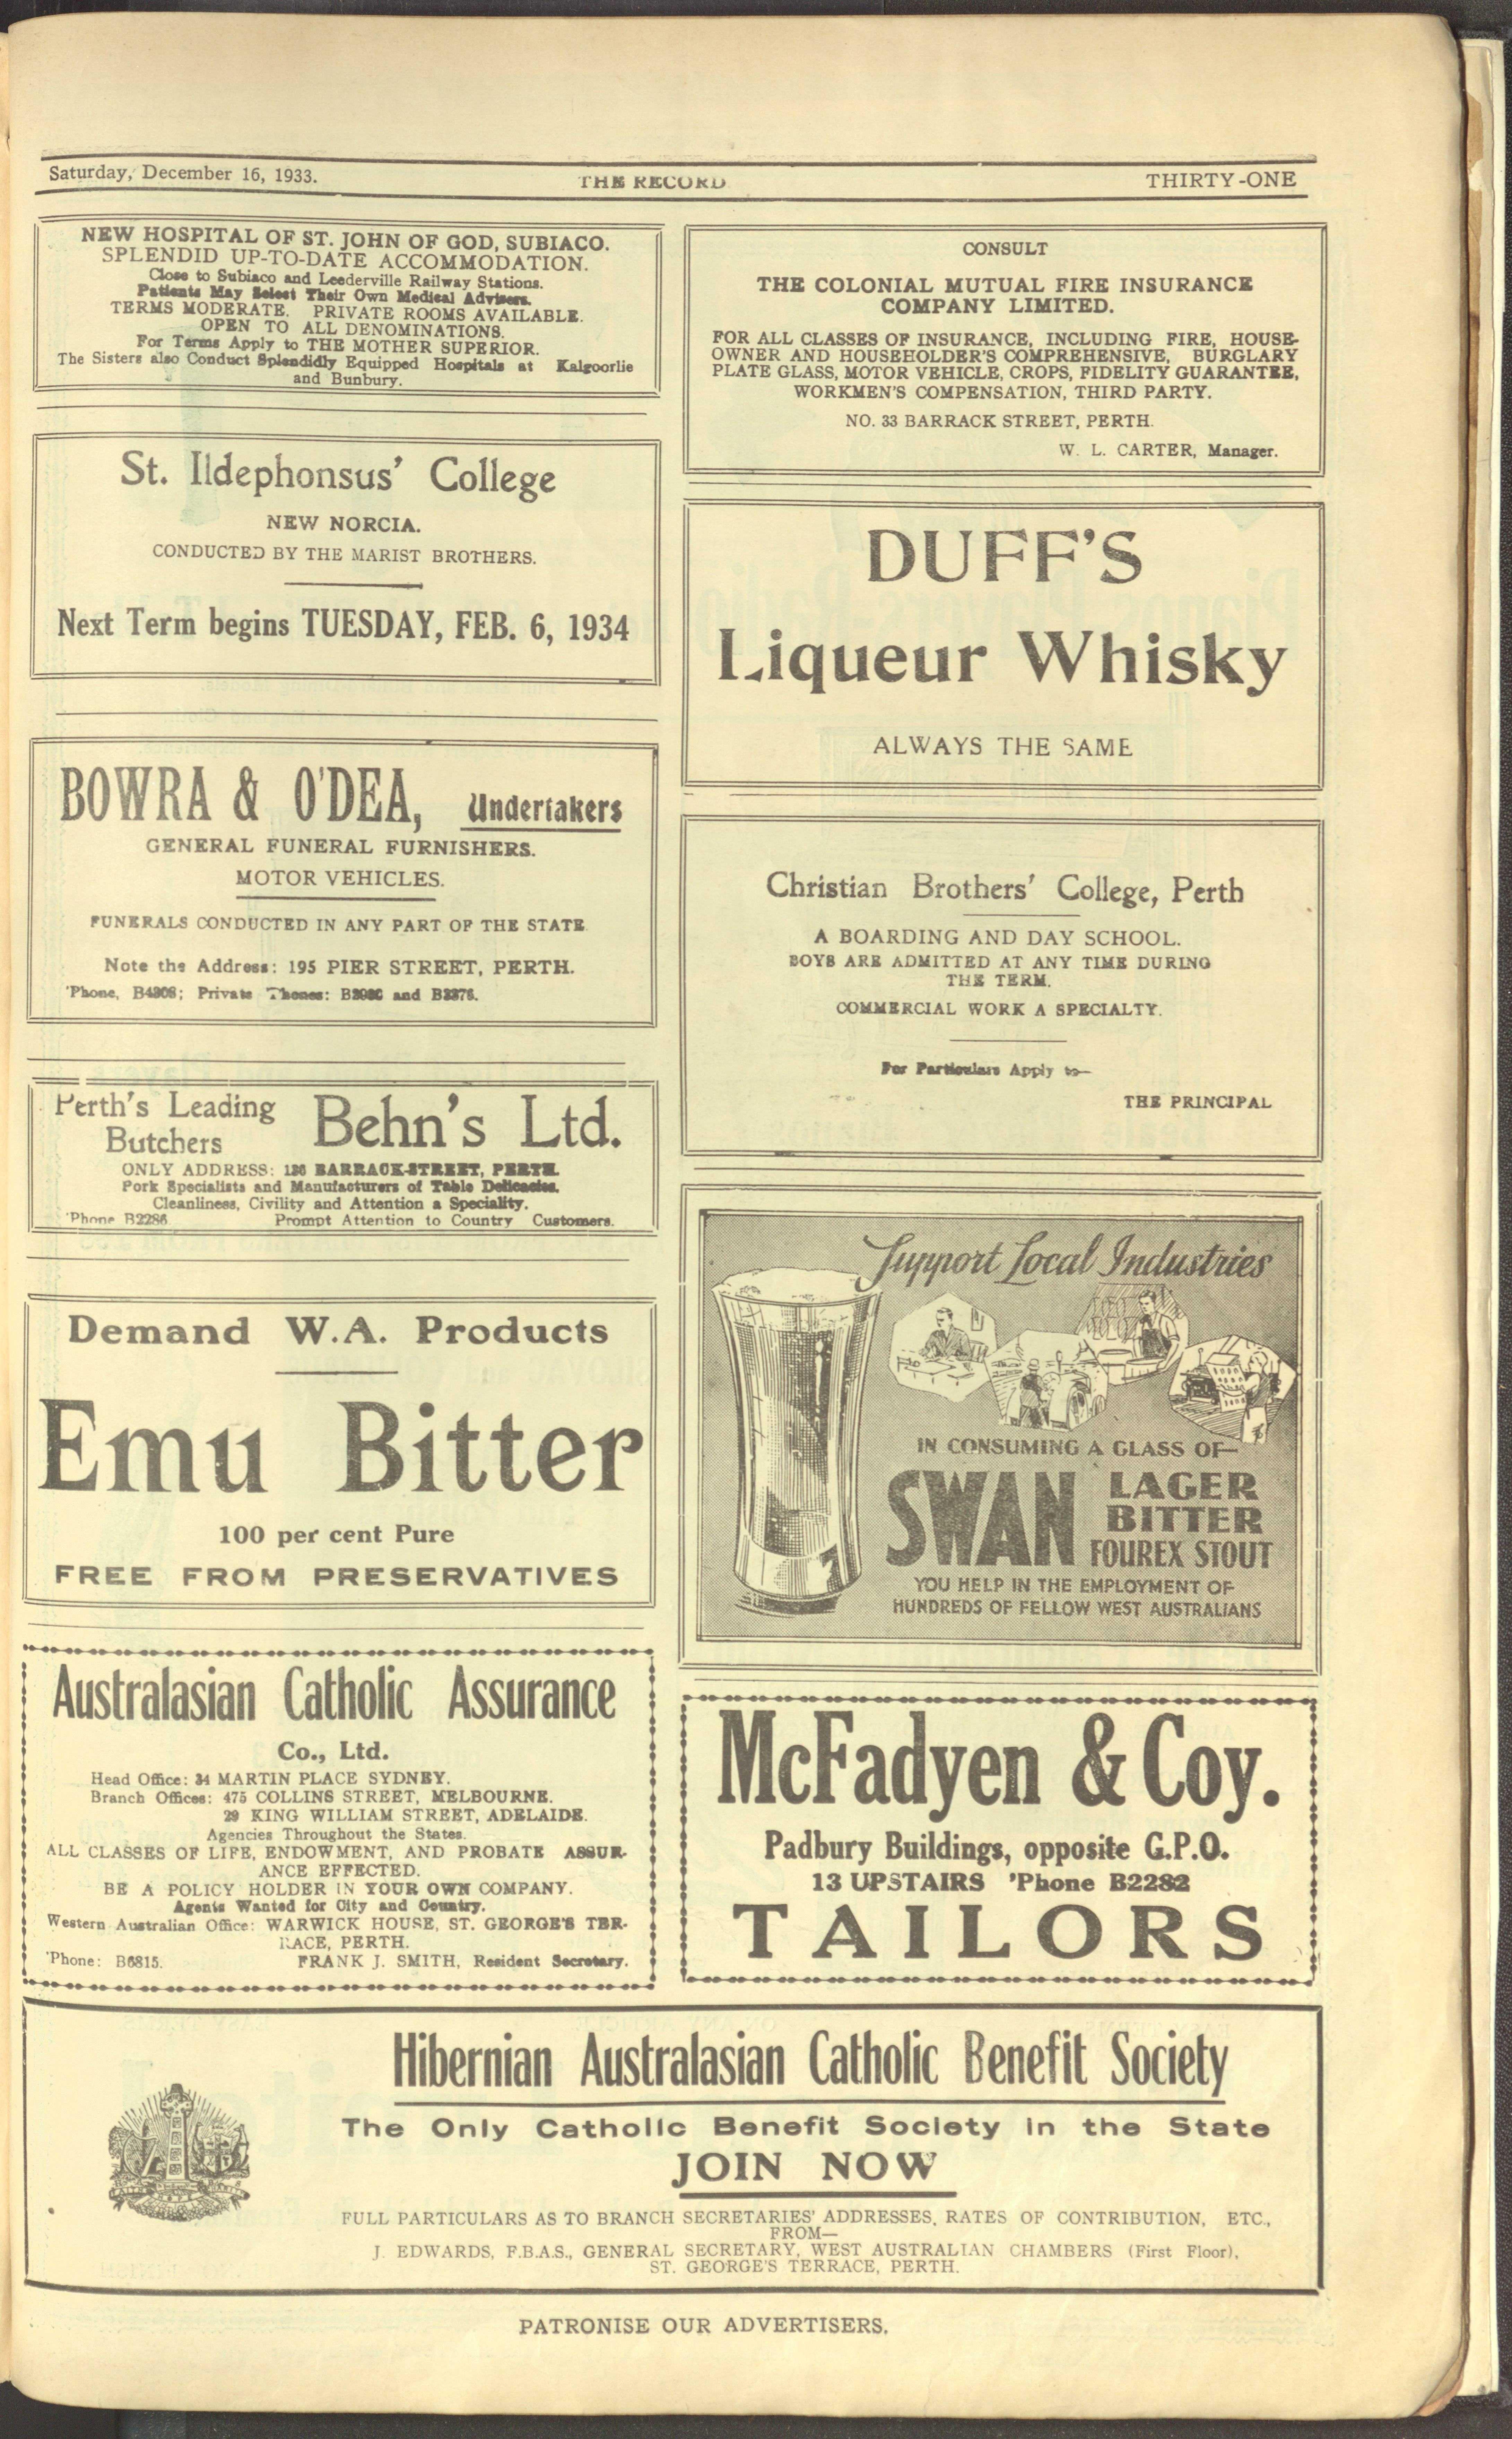 Saturday, December 16, 1933.
THE RECORD
THIRTY-ONE
NEW HOSPITAL OF ST. JOHN OF GOD, SUBIACO.
SPLENDID UP-TO-DATE ACCOMMODATION.
Close to Subiaco and Leederville Railway Stations.
Patients May Select Their Own Medical Advisers.
TERMS MODERATE. PRIVATE ROOMS AVAILABLE.
OPEN TO ALL DENOMINATIONS.
For Terms Apply to THE MOTHER SUPERIOR.
The Sisters also Conduct Splendidly Equipped Hospitals at Kalgoorlie
and Bunbury.
St. Ildephonsus' College
NEW NORCIA.
CONDUCTED BY THE MARIST BROTHERS.
Next Term begins TUESDAY, FEB. 6, 1934
BOWRA & O'DEA, Undertakers
GENERAL FUNERAL FURNISHERS.
MOTOR VEHICLES.
FUNERALS CONDUCTED IN ANY PART OF THE STATE
Note the Address: 195 PIER STREET, PERTH.
'Phone, B4308; Private 'Phones: and B3376.
Perth's Leading
Butchers
Behn's Ltd.
ONLY ADDRESS: 136 BARRACK-STREET, PERTH.
Pork Specialists and Manufacturers of Table Delicacies.
Cleanliness, Civility and Attention a Speciality.
'Phone B2286 Prompt Attention to Country Customers.
Demand W.A. Products
Emu Bitter
100 per cent Pure
FREE FROM PRESERVATIVES
Australasian Catholic Assurance
Co., Ltd.
Head Office: 34 MARTIN PLACE SYDNEY.
Branch Offices: 475 COLLINS STREET, MELBOURNE.
29 KING WILLIAM STREET, ADELAIDE.
Agencies Throughout the States.
ALL CLASSES OF LIFE, ENDOWMENT, AND PROBATE ASSUR-
ANCE EFFECTED.
BE A POLICY HOLDER IN YOUR OWN COMPANY.
Agents Wanted for City and Country.
Western Australian Office: WARWICK HOUSE, ST. GEORGE'S TER-
RACE, PERTH.
'Phone: B6815. FRANK J. SMITH, Resident Secretary.
CONSULT
THE COLONIAL MUTUAL FIRE INSURANCE
COMPANY LIMITED.
FOR ALL CLASSES OF INSURANCE, INCLUDING FIRE, HOUSE-
OWNER AND HOUSEHOLDER'S COMPREHENSIVE, BURGLARY
PLATE GLASS, MOTOR VEHICLE, CROPS, FIDELITY GUARANTEE,
WORKMEN'S COMPENSATION, THIRD PARTY.
NO. 33 BARRACK STREET, PERTH.
W. L. CARTER, Manager.
DUFF'S
Liqueur Whisky
ALWAYS THE SAME
Christian Brothers' College, Perth
A BOARDING AND DAY SCHOOL.
BOYS ARE ADMITTED AT ANY TIME DURING
THE TERM.
COMMERCIAL WORK A SPECIALTY.
For Particulars Apply to—
THE PRINCIPAL
Support Local Industries
IN CONSUMING A GLASS OF—
SWAN LAGER
BITTER
FOUREX STOUT
YOU HELP IN THE EMPLOYMENT OF
HUNDREDS OF FELLOW WEST AUSTRALIANS
McFadyen & Coy.
Padbury Buildings, opposite G.P.O.
13 UPSTAIRS 'Phone B2282
TAILORS
Hibernian Australasian Catholic Benefit Society
The Only Catholic Benefit Society in the State
JOIN NOW
FULL PARTICULARS AS TO BRANCH SECRETARIES' ADDRESSES, RATES OF CONTRIBUTION, ETC.,
FROM—
J. EDWARDS, F.B.A.S., GENERAL SECRETARY, WEST AUSTRALIAN CHAMBERS (First Floor),
ST. GEORGE'S TERRACE, PERTH.
PATRONISE OUR ADVERTISERS.